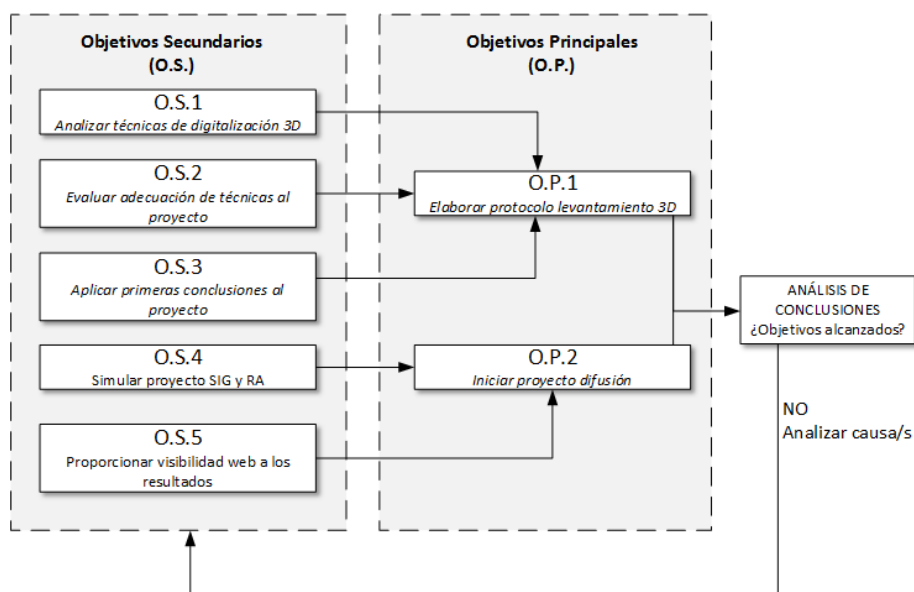 Objetivos Secundarios
(O.S.)
O.S.1
Analizar técnicas de digitalización 3D
O.S.2
Evaluar adecuación de técnicas al
proyecto
O.S.3
Aplicar primeras conclusiones al
proyecto
O.S.4
Simular proyecto SIG y RA
O.S.5
Proporcionar visibilidad web a los
resultados
Objetivos Principales
(O.P.)
O.P.1
Elaborar protocolo levantamiento 3D
O.P.2
Iniciar proyecto difusión
ANÁLISIS DE
CONCLUSIONES
¿Objetivos alcanzados?
NO
Analizar causa/s